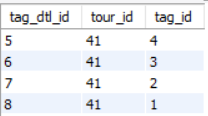 tag_dtl_id tour_id tag_id
5 41 4
6 41 3
7 41 2
8 41 1